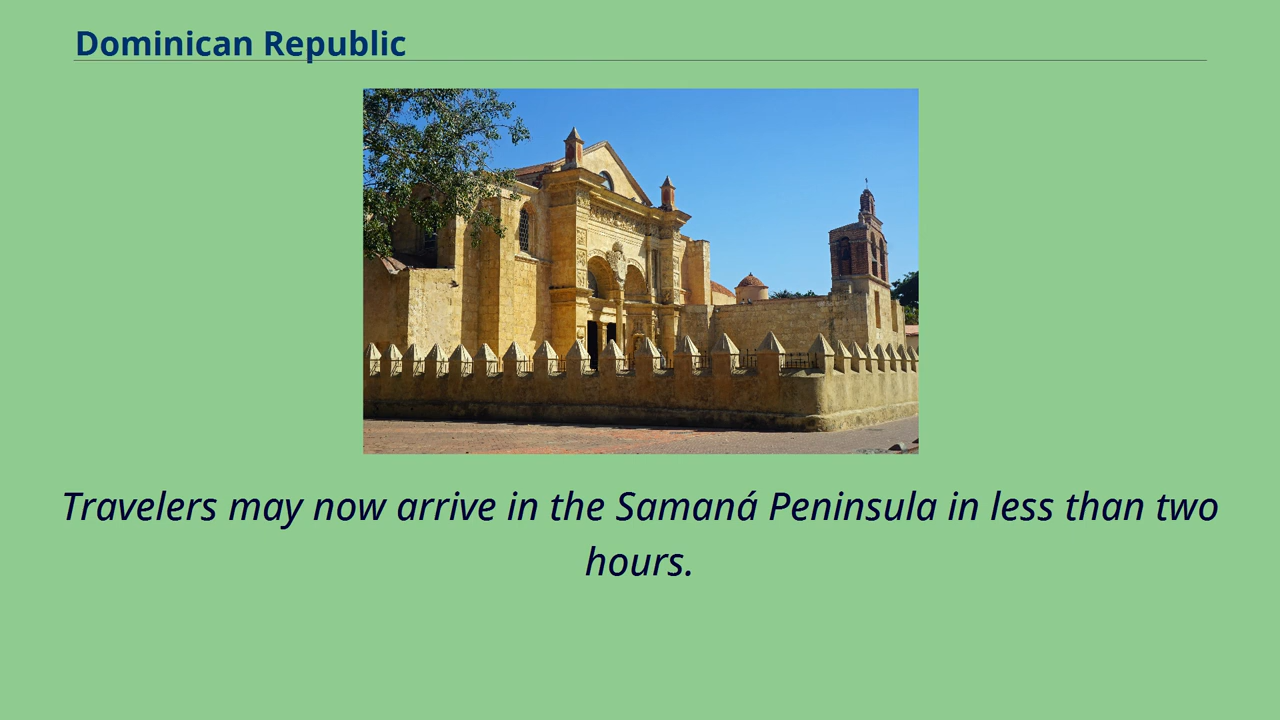 Dominican Republic
Travelers may now arrive in the Samaná Peninsula in less than two
hours.